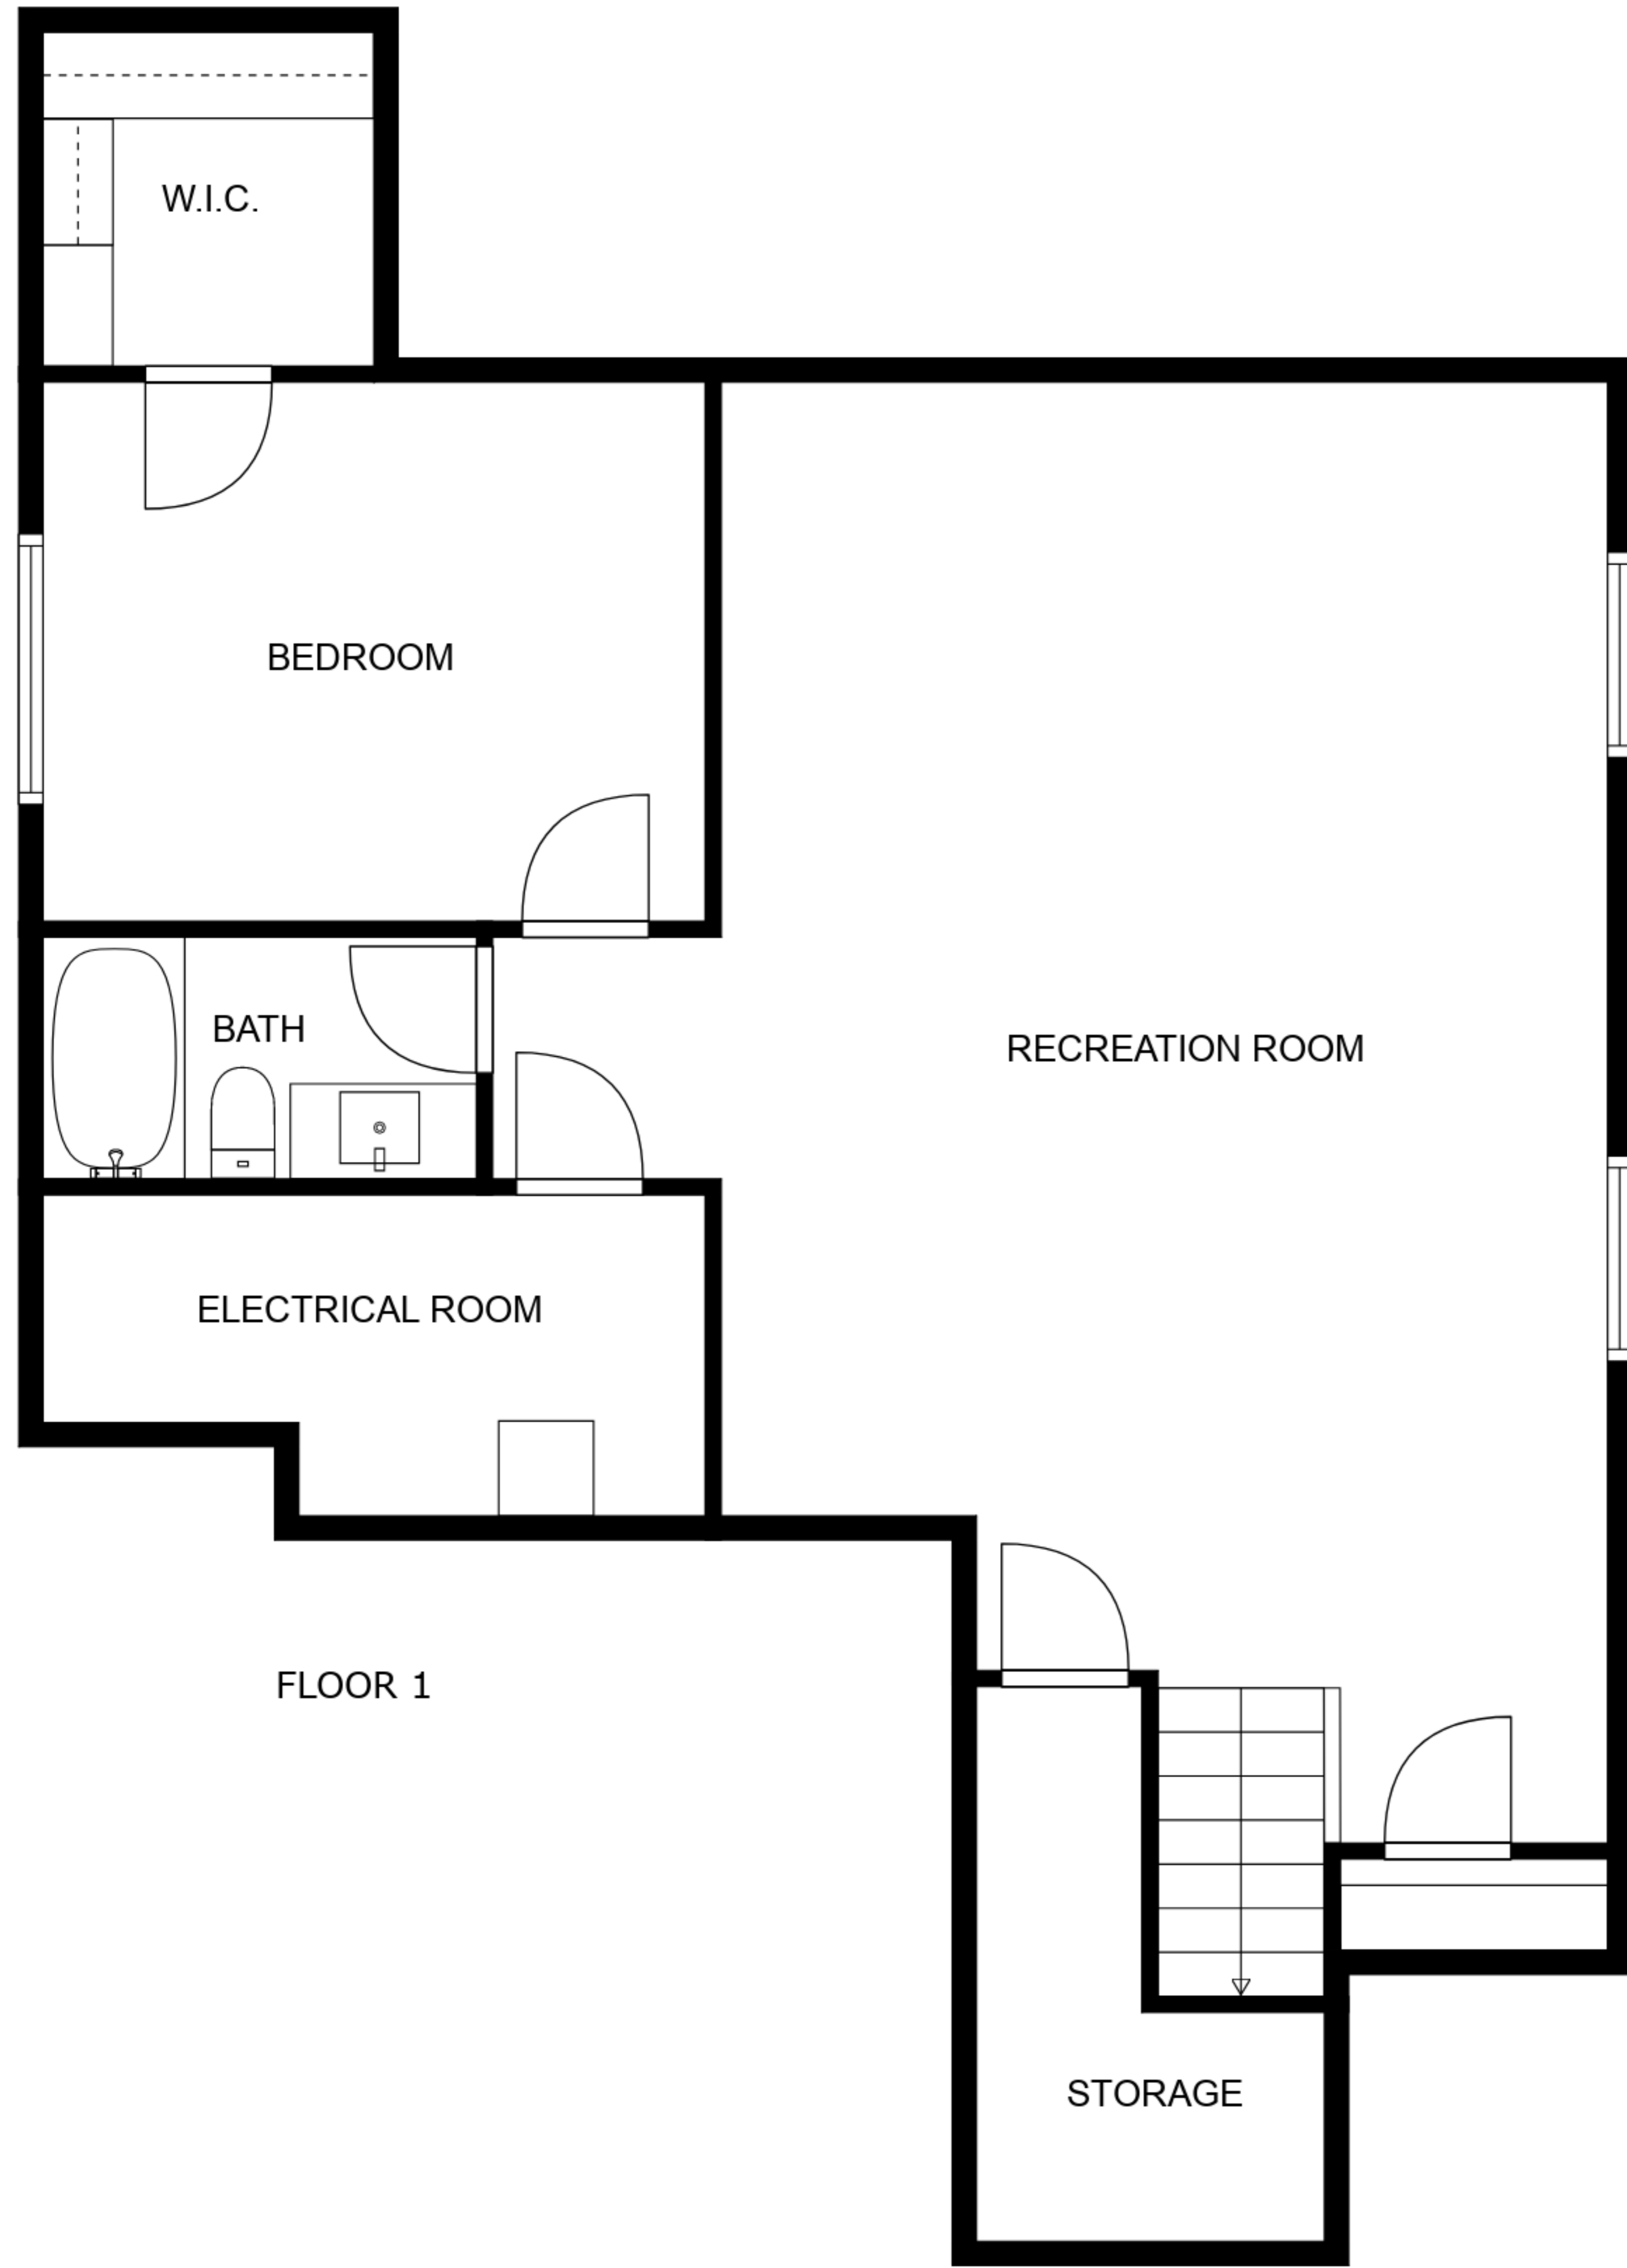 W.I.C.
BEDROOM
BATH
RECREATION ROOM
ELECTRICAL ROOM
FLOOR 1
STORAGE